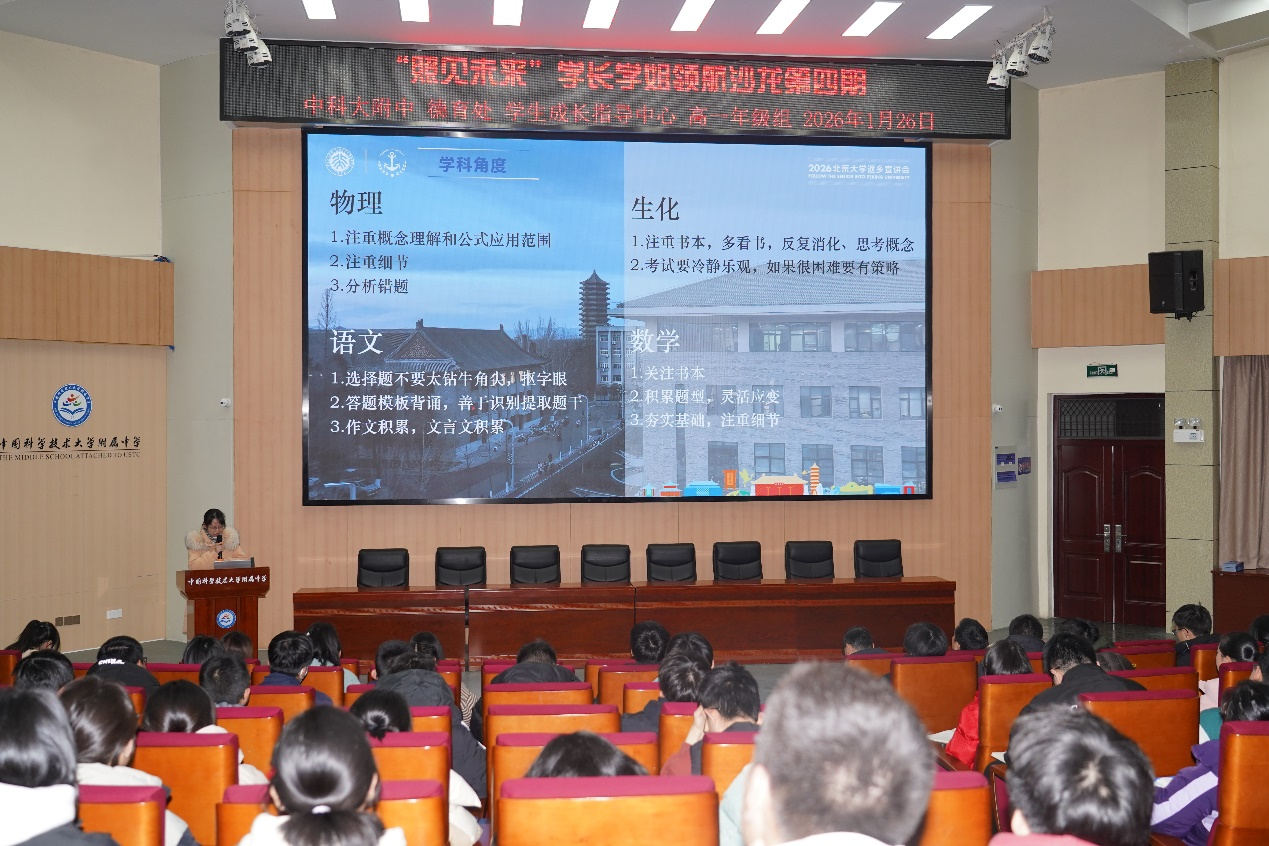 “照见未来”学长学姐领航沙龙第四期
中科大附中 德育处 学生成长指导中心 高一年级组 2026年1月26日
学科角度
2026北京大学返乡宣讲会
物理
1.注重概念理解和公式应用范围
2.注重细节
3.分析错题
生化
1.注重书本，多看书，反复消化、思考概念
2.考试要冷静乐观，如果很困难要有策略
语文
1.选择题不要太钻牛角尖，抠字眼
2.答题模板背诵，善于识别提取题干
3.作文积累，文言文积累
数学
1.关注书本
2.积累题型，灵活应变
3.夯实基础，注重细节
中国科学技术大学附属中学
THE MIDDLE SCHOOL ATTACHED TO USTC
中国科学技术大学附属中学